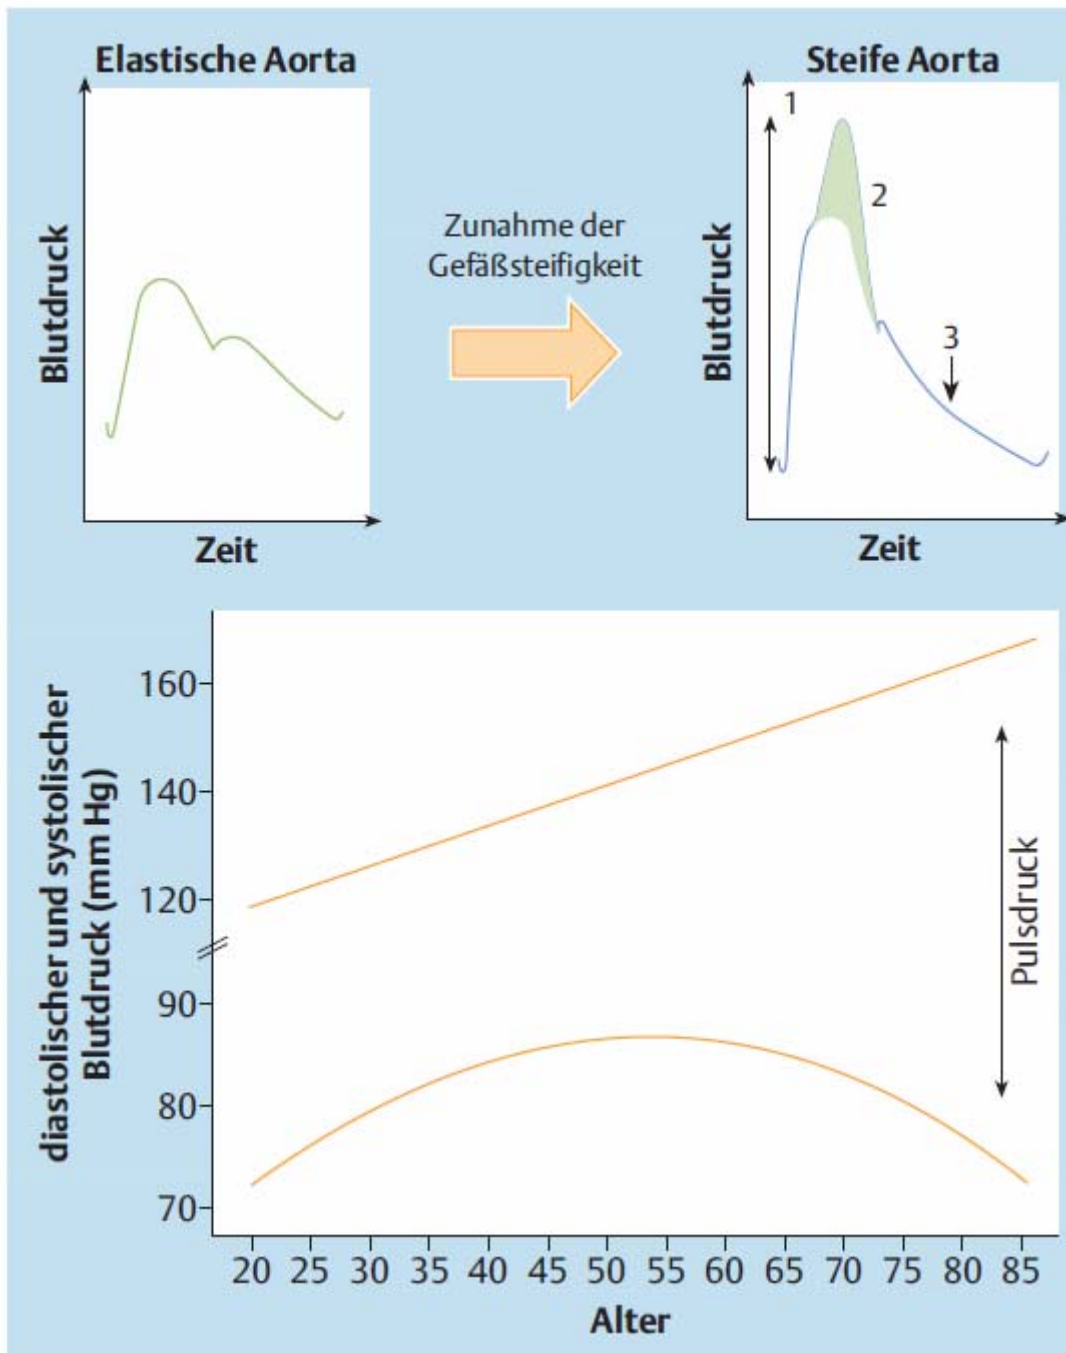 Elastische Aorta
Blutdruck
Zeit
Zunahme der
Gefäßsteifigkeit
Steife Aorta
Blutdruck
1
2
3
Zeit
diastolischer und systolischer
Blutdruck (mm Hg)
160
140
120
90
80
70
Pulsdruck
20 25 30 35 40 45 50 55 60 65 70 75 80 85
Alter